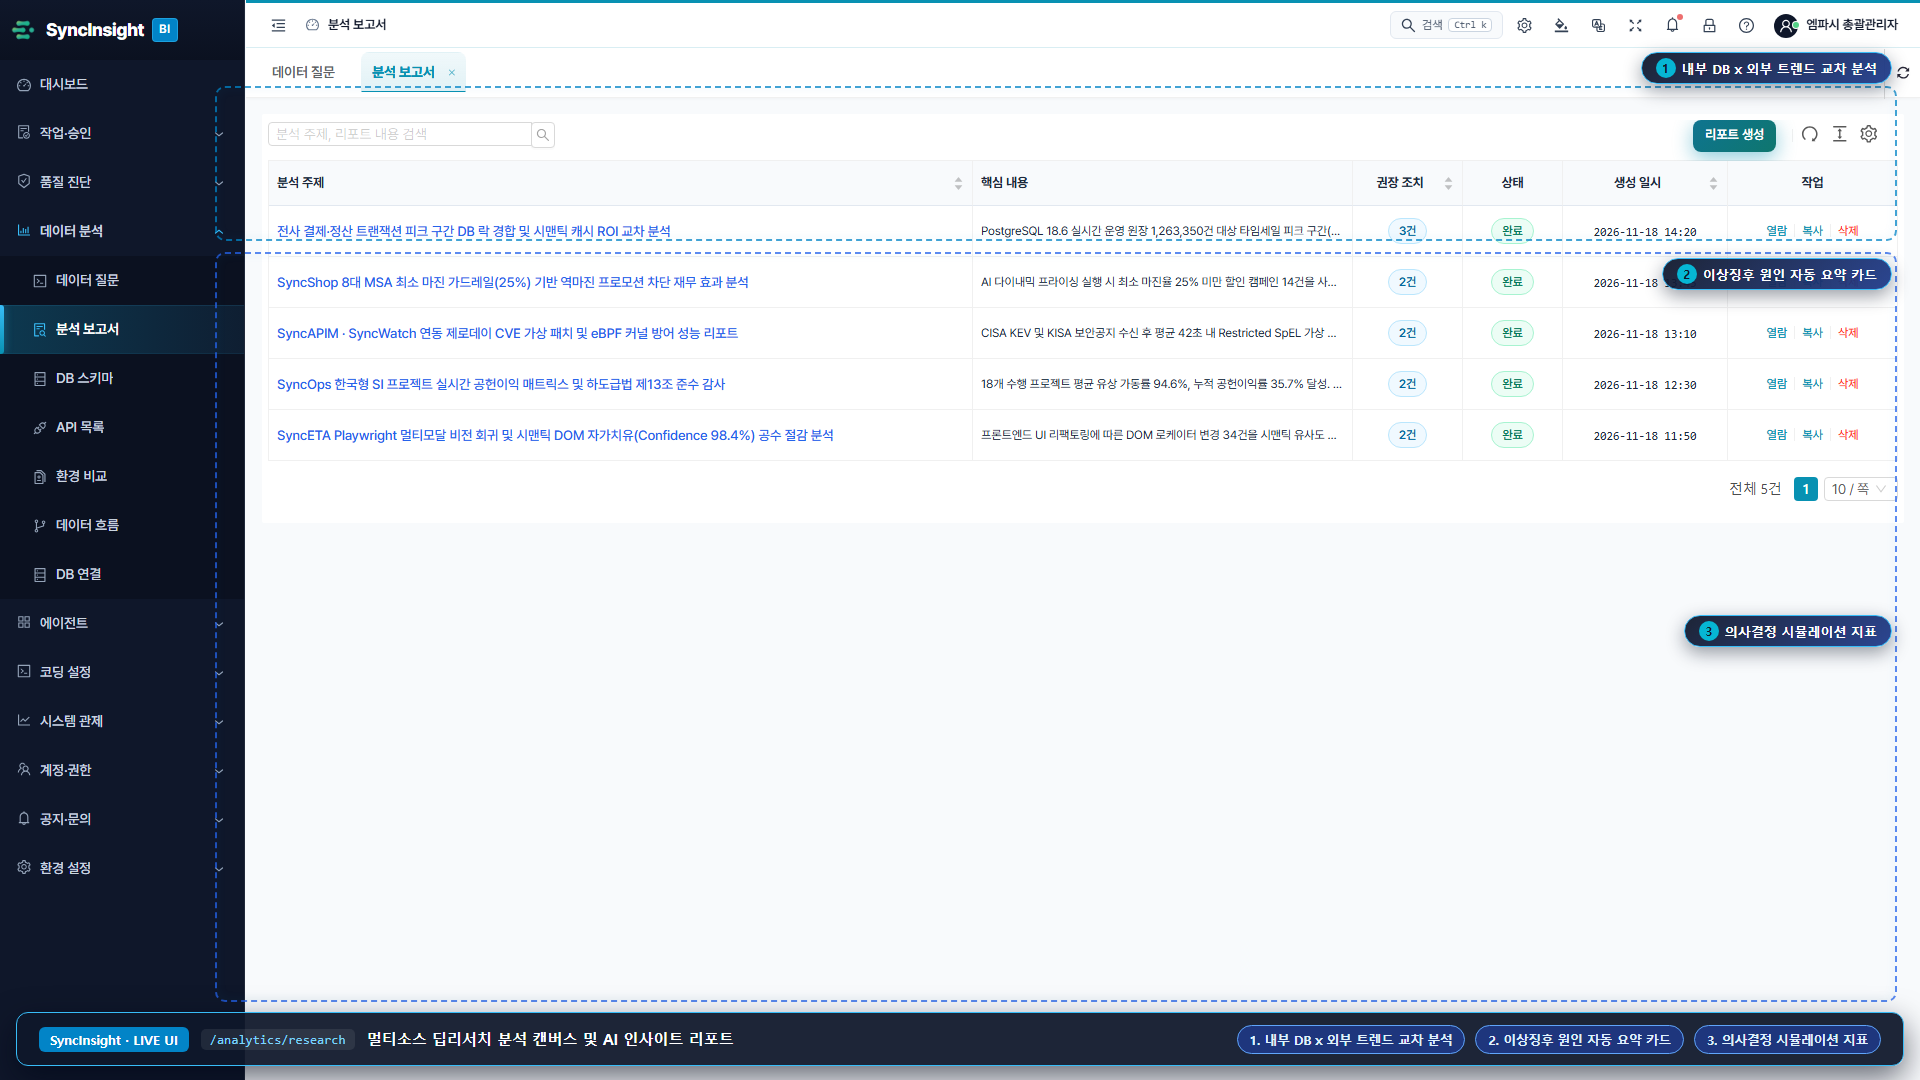 SyncInsight BI
분석 보고서
검색 Ctrl k
엠파시 총괄관리자
데이터 질문
분석 보고서 ×
1 내부 DB x 외부 트렌드 교차 분석
대시보드
작업·승인
품질 진단
데이터 분석
데이터 질문
분석 보고서
DB 스키마
API 목록
환경 비교
데이터 흐름
DB 연결
에이전트
코딩 설정
시스템 관제
계정·권한
공지·문의
환경 설정
분석 주제, 리포트 내용 검색
리포트 생성
분석 주제 핵심 내용 권장 조치 상태 생성 일시 작업
전사 결제·정산 트랜잭션 피크 구간 DB 락 경합 및 시맨틱 캐시 ROI 교차 분석 PostgreSQL 18.6 실시간 운영 원장 1,263,350건 대상 타임세일 피크 구간(... 3건 완료 2026-11-18 14:20 열람 복사 삭제
2 이상징후 원인 자동 요약 카드
SyncShop 8대 MSA 최소 마진 가드레일(25%) 기반 역마진 프로모션 차단 재무 효과 분석 AI 다이내믹 프라이싱 실행 시 최소 마진율 25% 미만 할인 캠페인 14건을 사... 2건 완료 2026-11-18
SyncAPIM · SyncWatch 연동 제로데이 CVE 가상 패치 및 eBPF 커널 방어 성능 리포트 CISA KEV 및 KISA 보안공지 수신 후 평균 42초 내 Restricted SpEL 가상 ... 2건 완료 2026-11-18 13:10 열람 복사 삭제
SyncOps 한국형 SI 프로젝트 실시간 공헌이익 매트릭스 및 하도급법 제13조 준수 감사 18개 수행 프로젝트 평균 유상 가동률 94.6%, 누적 공헌이익률 35.7% 달성. ... 2건 완료 2026-11-18 12:30 열람 복사 삭제
SyncETA Playwright 멀티모달 비전 회귀 및 시맨틱 DOM 자가치유(Confidence 98.4%) 공수 절감 분석 프론트엔드 UI 리팩토링에 따른 DOM 로케이터 변경 34건을 시맨틱 유사도 ... 2건 완료 2026-11-18 11:50 열람 복사 삭제
전체 5건 1 10 / 쪽
3 의사결정 시뮬레이션 지표
SyncInsight · LIVE UI /analytics/research 멀티소스 딥리서치 분석 캔버스 및 AI 인사이트 리포트 1. 내부 DB x 외부 트렌드 교차 분석 2. 이상징후 원인 자동 요약 카드 3. 의사결정 시뮬레이션 지표